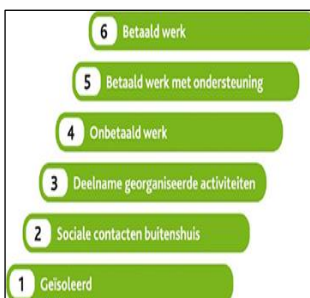 6 Betaald werk
5 Betaald werk met ondersteuning
4 Onbetaald werk
3 Deelname georganiseerde activiteiten
2 Sociale contacten buitenshuis
1 Geïsoleerd